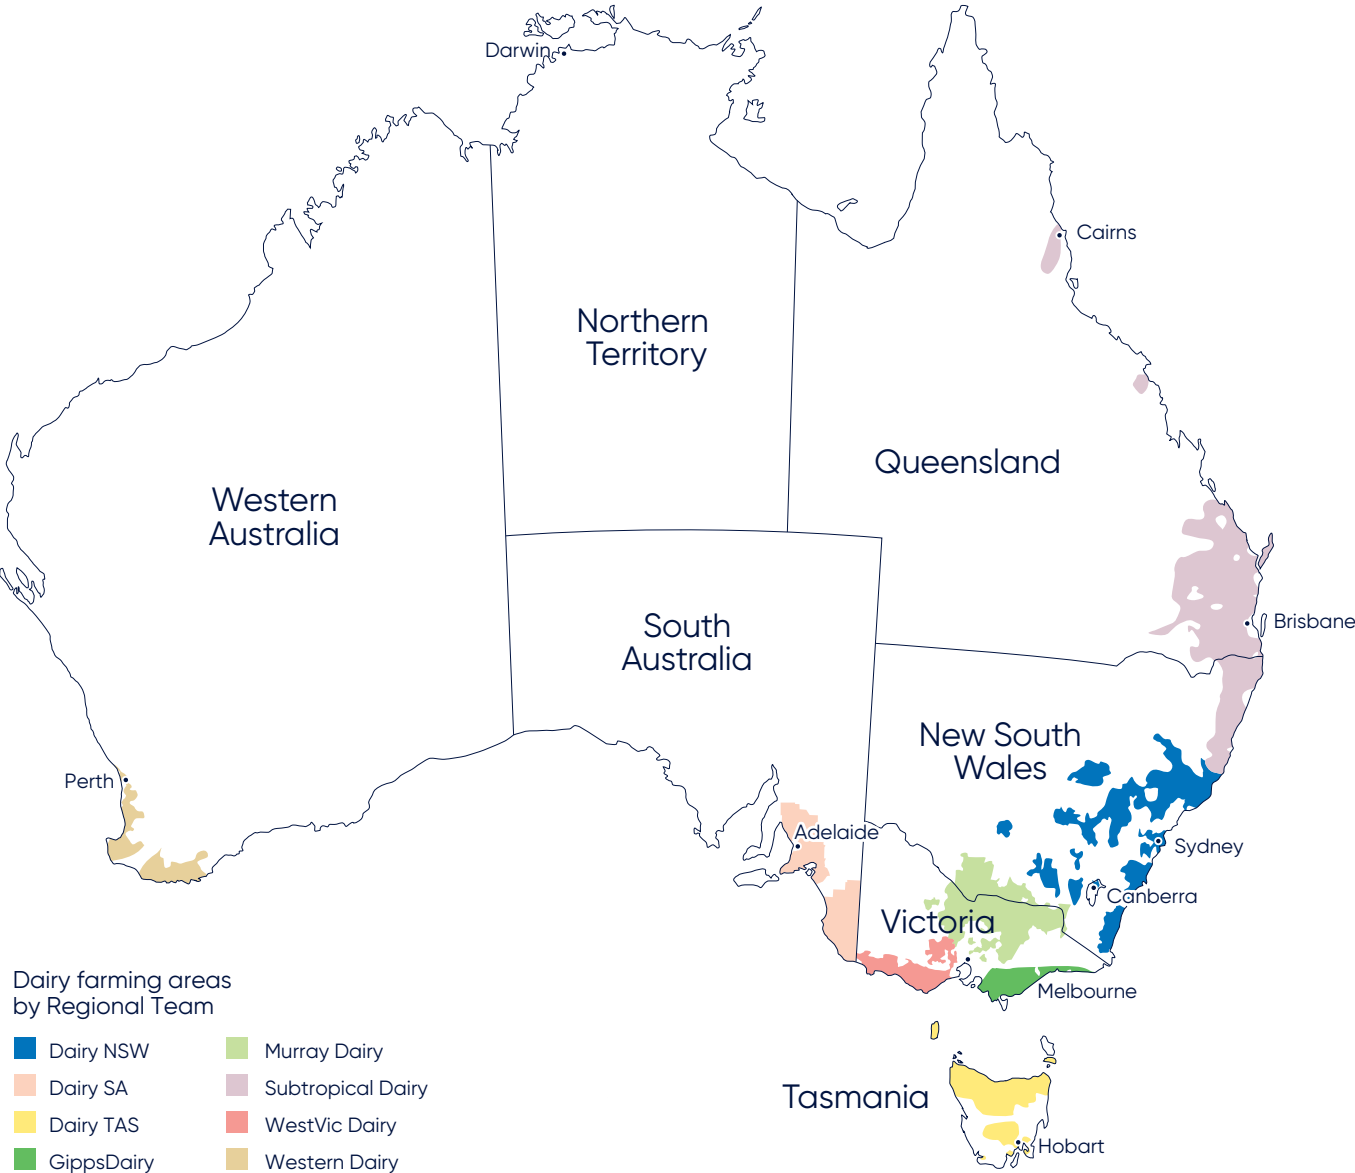 Darwin
Cairns
Northern
Territory
Queensland
Western
Australia
South
Australia
Brisbane
New South
Wales
Perth
Adelaide
Sydney
Canberra
Victoria
Melbourne
Tasmania
Hobart
Dairy farming areas
by Regional Team
Dairy NSW
Dairy SA
Dairy TAS
GippsDairy
Murray Dairy
Subtropical Dairy
WestVic Dairy
Western Dairy